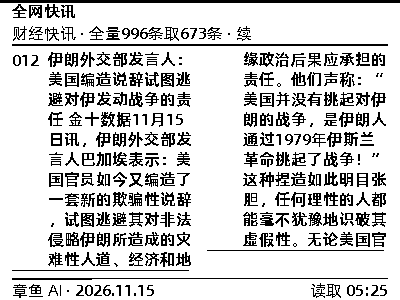 全网快讯
财经快讯 · 全量996条取673条 · 续
012 伊朗外交部发言人：
美国编造说辞试图逃
避对伊发动战争的责
任 金十数据11月15
日讯，伊朗外交部发
言人巴加埃表示：美
国官员如今又编造了
一套新的欺骗性说辞
，试图逃避其对非法
侵略伊朗所造成的灾
难性人道、经济和地
缘政治后果应承担的
责任。他们声称：“
美国并没有挑起对伊
朗的战争，是伊朗人
通过1979年伊斯兰
革命挑起了战争！”
这种捏造如此明目张
胆，任何理性的人都
能毫不犹豫地识破其
虚假性。无论美国官
章鱼 AI · 2026.11.15
读取 05:25